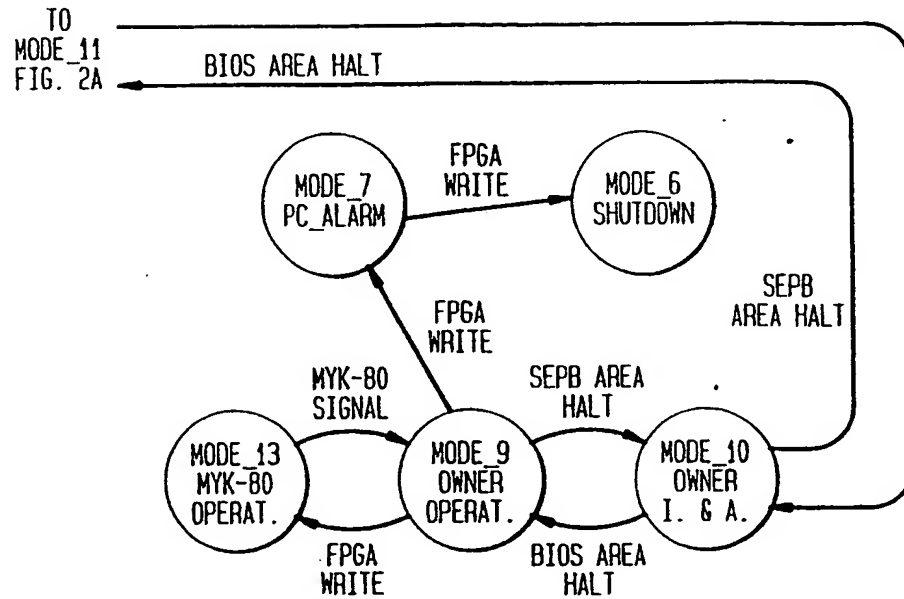 TO
MODE_11
FIG. 2A
BIOS AREA HALT
FPGA
WRITE
MODE_7
PC_ALARM
MODE_6
SHUTDOWN
SEPB
AREA HALT
FPGA
WRITE
MYK-80
SIGNAL
SEPB AREA
HALT
MODE_13
MYK-80
OPERAT.
MODE_9
OWNER
OPERAT.
MODE_10
OWNER
I. & A.
FPGA
WRITE
BIOS AREA
HALT